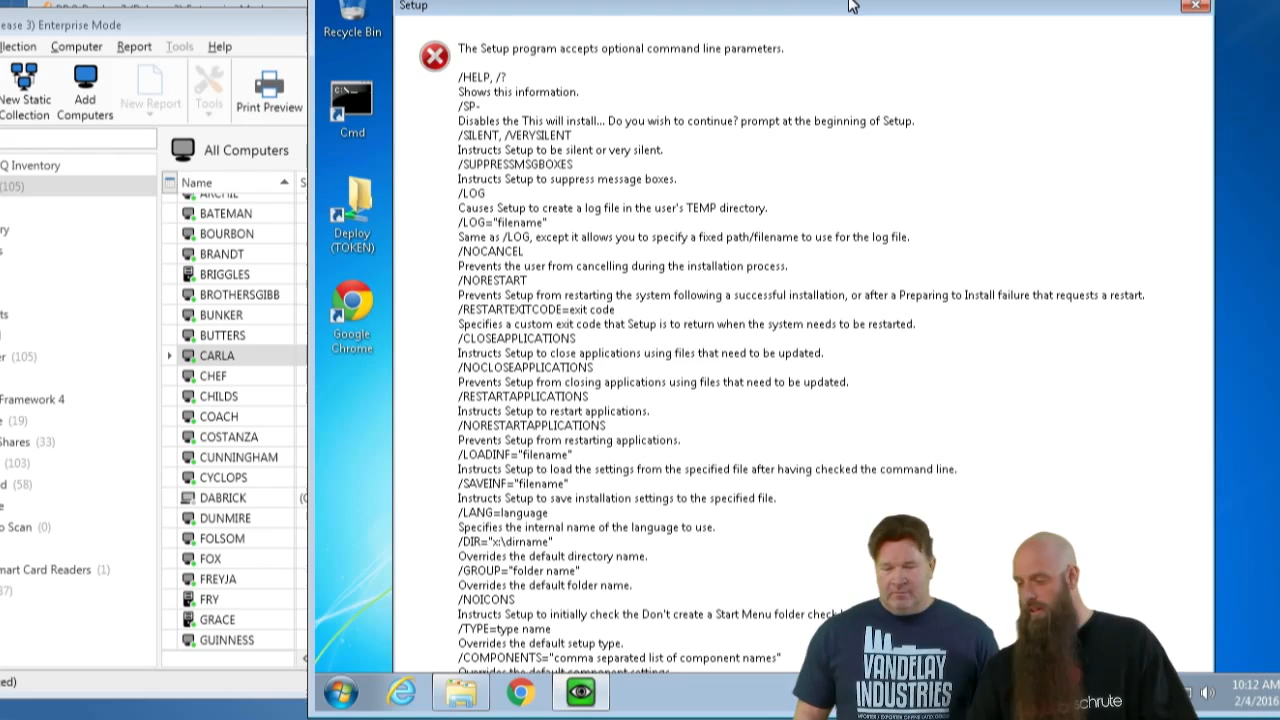 ease 3) Enterprise Mode
llection Computer Report Tools Help
New Static Collection
Add Computers
New Report
Tools
Print Preview
All Computers
Q Inventory
(105)
Name
BATEMAN
BOURBON
BRANDT
BRIGGLES
BROTHERSGIBB
BUNKER
BUTTERS
CARLA
CHEF
CHILDS
COACH
COSTANZA
CUNNINGHAM
CYCLOPS
DABRICK
DUNMIRE
FOLSOM
FOX
FREYJA
FRY
GRACE
GUINNESS
ry
s
ts
er (105)
Framework 4
e (19)
Shares (33)
(103)
d (58)
e
o Scan (0)
mart Card Readers (1)
37)
ed)
Recycle Bin
Cmd
Deploy
(TOKEN)
Google
Chrome
Setup
The Setup program accepts optional command line parameters.
/HELP, /?
Shows this information.
/SP-
Disables the This will install... Do you wish to continue? prompt at the beginning of Setup.
/SILENT, /VERYSILENT
Instructs Setup to be silent or very silent.
/SUPPRESSMSGBOXES
Instructs Setup to suppress message boxes.
/LOG
Causes Setup to create a log file in the user's TEMP directory.
/LOG="filename"
Same as /LOG, except it allows you to specify a fixed path/filename to use for the log file.
/NOCANCEL
Prevents the user from cancelling during the installation process.
/NORESTART
Prevents Setup from restarting the system following a successful installation, or after a Preparing to Install failure that requests a restart.
/RESTARTEXITCODE=exit code
Specifies a custom exit code that Setup is to return when the system needs to be restarted.
/CLOSEAPPLICATIONS
Instructs Setup to close applications using files that need to be updated.
/NOCLOSEAPPLICATIONS
Prevents Setup from closing applications using files that need to be updated.
/RESTARTAPPLICATIONS
Instructs Setup to restart applications.
/NORESTARTAPPLICATIONS
Prevents Setup from restarting applications.
/LOADINF="filename"
Instructs Setup to load the settings from the specified file after having checked the command line.
/SAVEINF="filename"
Instructs Setup to save installation settings to the specified file.
/LANG=language
Specifies the internal name of the language to use.
/DIR="x:\dirname"
Overrides the default directory name.
/GROUP="folder name"
Overrides the default folder name.
/NOICONS
Instructs Setup to initially check the Don't create a Start Menu folder check
/TYPE=type name
Overrides the default setup type.
/COMPONENTS="comma separated list of component names"
Overrides the default component settings.
VANDELAY
INDUSTRIES
schrute
10:12 AM
2/4/2016